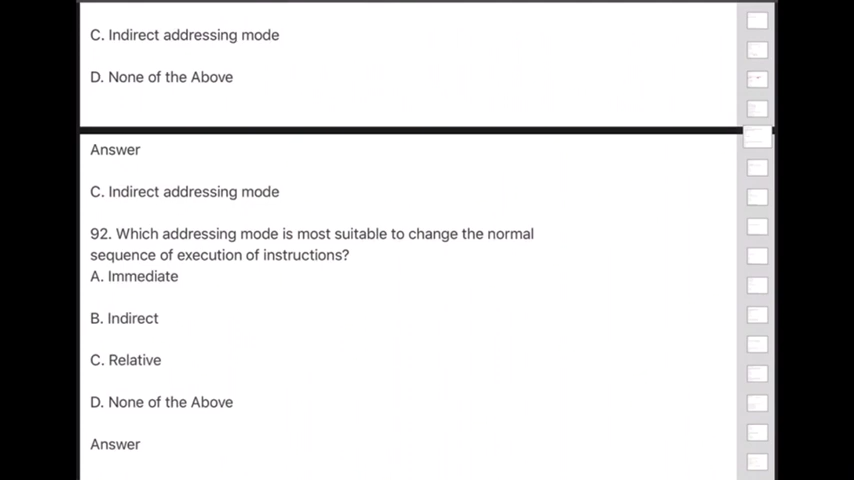 C. Indirect addressing mode
D. None of the Above
Answer
C. Indirect addressing mode
92. Which addressing mode is most suitable to change the normal
sequence of execution of instructions?
A. Immediate
B. Indirect
C. Relative
D. None of the Above
Answer